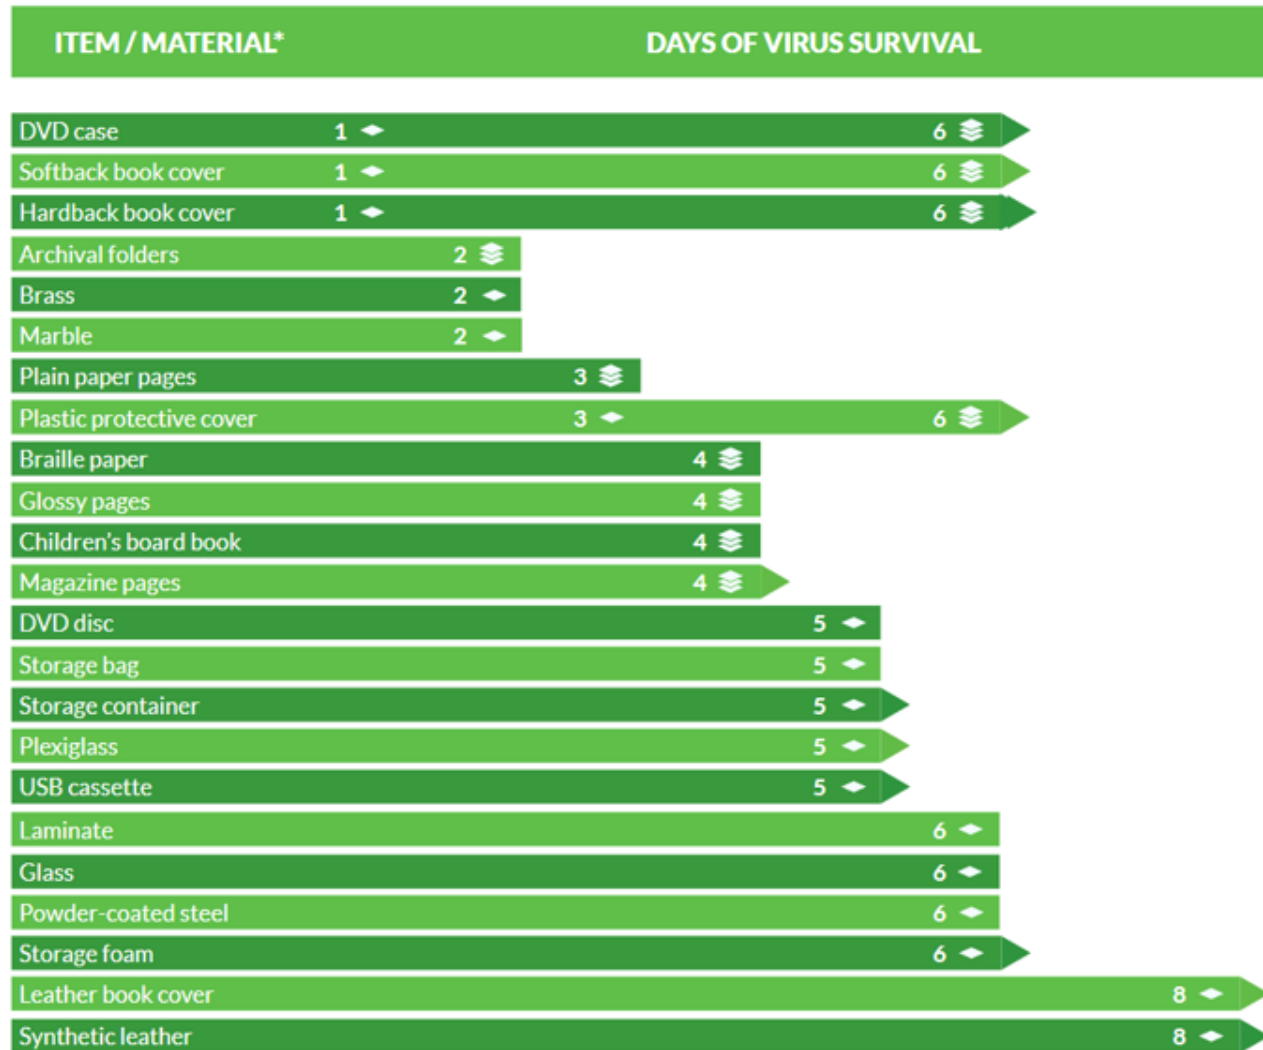 ITEM / MATERIAL* DAYS OF VIRUS SURVIVAL
DVD case 1 6
Softback book cover 1 6
Hardback book cover 1 6
Archival folders 2
Brass 2
Marble 2
Plain paper pages 3
Plastic protective cover 3 6
Braille paper 4
Glossy pages 4
Children's board book 4
Magazine pages 4
DVD disc 5
Storage bag 5
Storage container 5
Plexiglass 5
USB cassette 5
Laminate 6
Glass 6
Powder-coated steel 6
Storage foam 6
Leather book cover 8
Synthetic leather 8